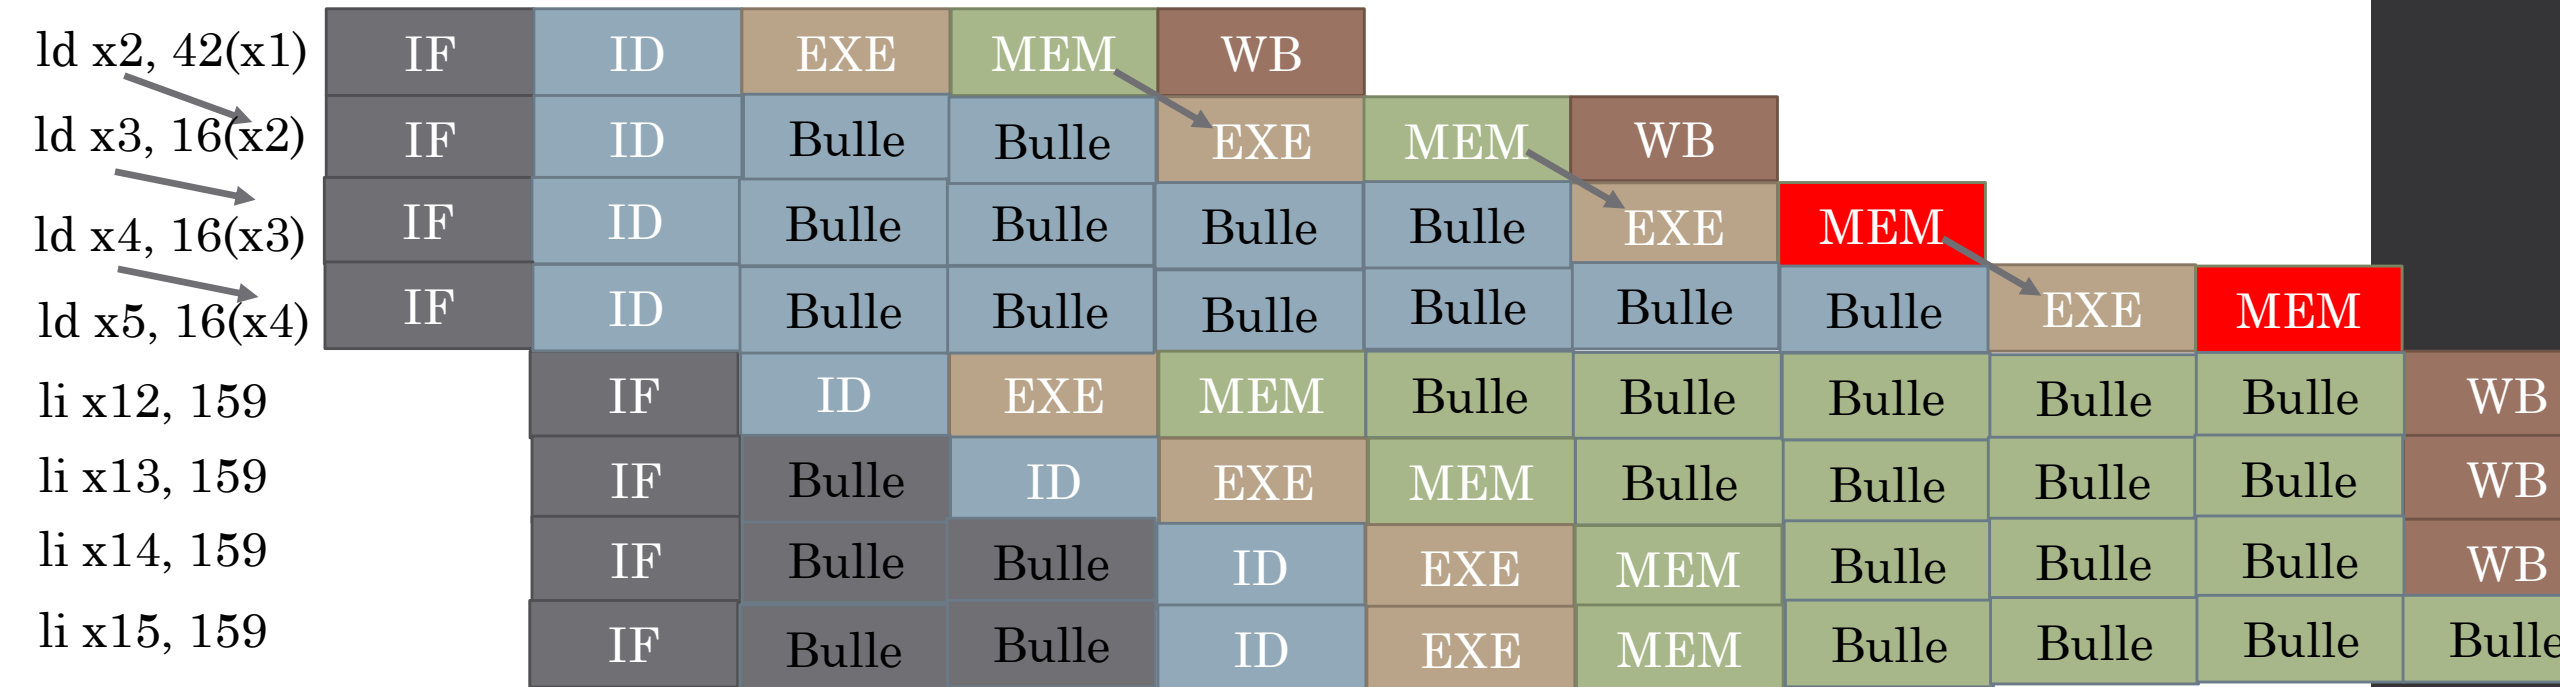 ld x2, 42(x1) IF ID EXE MEM WB
ld x3, 16(x2) IF ID Bulle Bulle EXE MEM WB
ld x4, 16(x3) IF ID Bulle Bulle Bulle Bulle EXE MEM
ld x5, 16(x4) IF ID Bulle Bulle Bulle Bulle Bulle Bulle EXE MEM
li x12, 159 IF ID EXE MEM Bulle Bulle Bulle Bulle Bulle WB
li x13, 159 IF Bulle ID EXE MEM Bulle Bulle Bulle Bulle WB
li x14, 159 IF Bulle Bulle ID EXE MEM Bulle Bulle Bulle WB
li x15, 159 IF Bulle Bulle ID EXE MEM Bulle Bulle Bulle Bulle